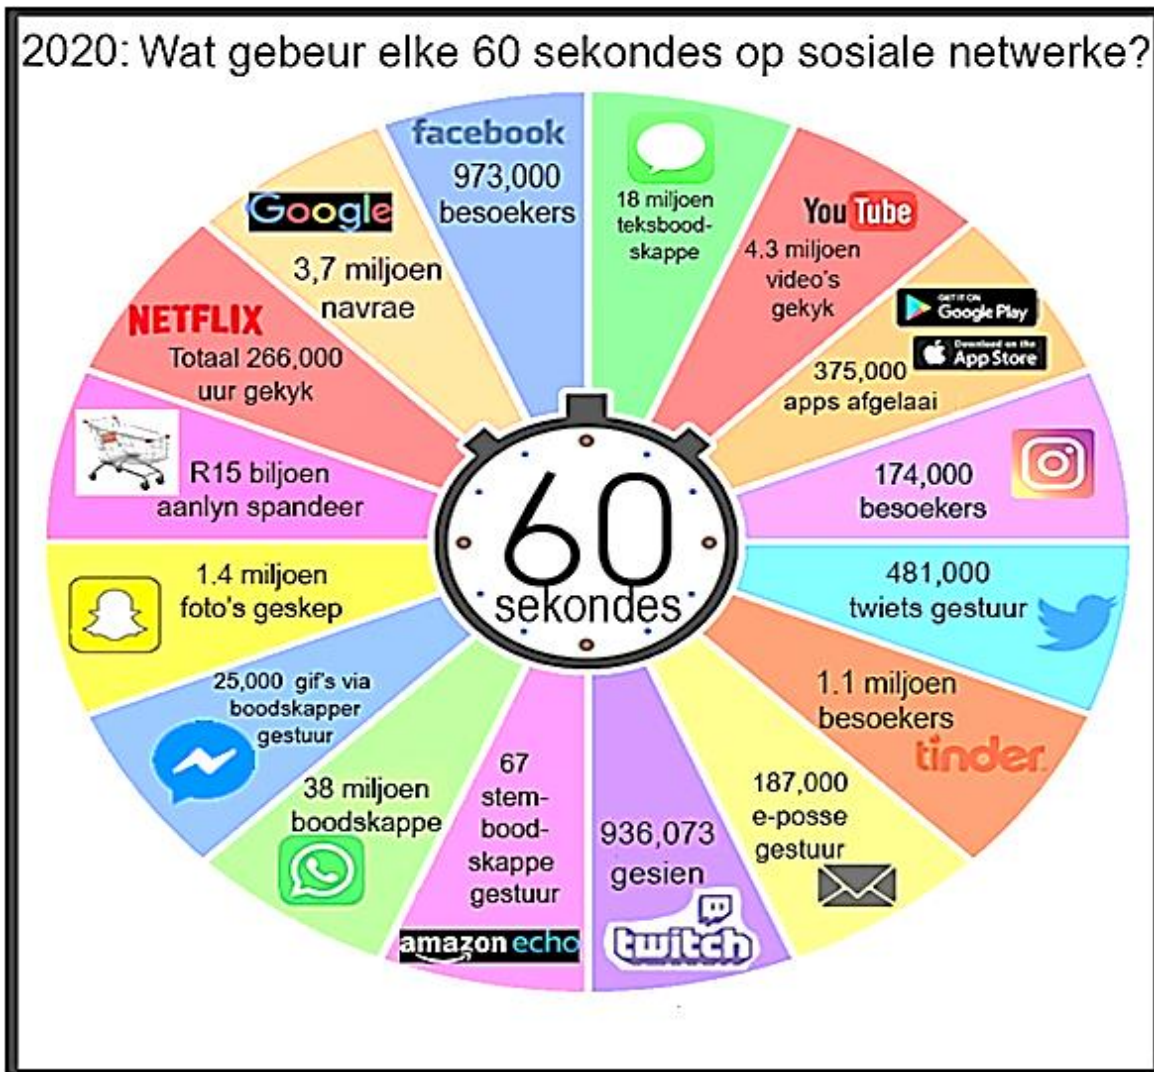 2020: Wat gebeur elke 60 sekondes op sosiale netwerke?
facebook
973,000
besoekers
18 miljoen
teksbood-
skappe
YouTube
4.3 miljoen
video's
gekyk
GET IT ON
Google Play
Download on the
App Store
375,000
apps afgelaai
174,000
besoekers
481,000
twiets gestuur
1.1 miljoen
besoekers
tinder
187,000
e-posse
gestuur
936,073
gesien
twitch
67
stem-
bood-
skappe
gestuur
amazon echo
38 miljoen
boodskappe
25,000 gif's via
boodskapper
gestuur
1.4 miljoen
foto's geskep
R15 biljoen
aanlyn spandeer
NETFLIX
Totaal 266,000
uur gekyk
Google
3,7 miljoen
navrae
60
sekondes